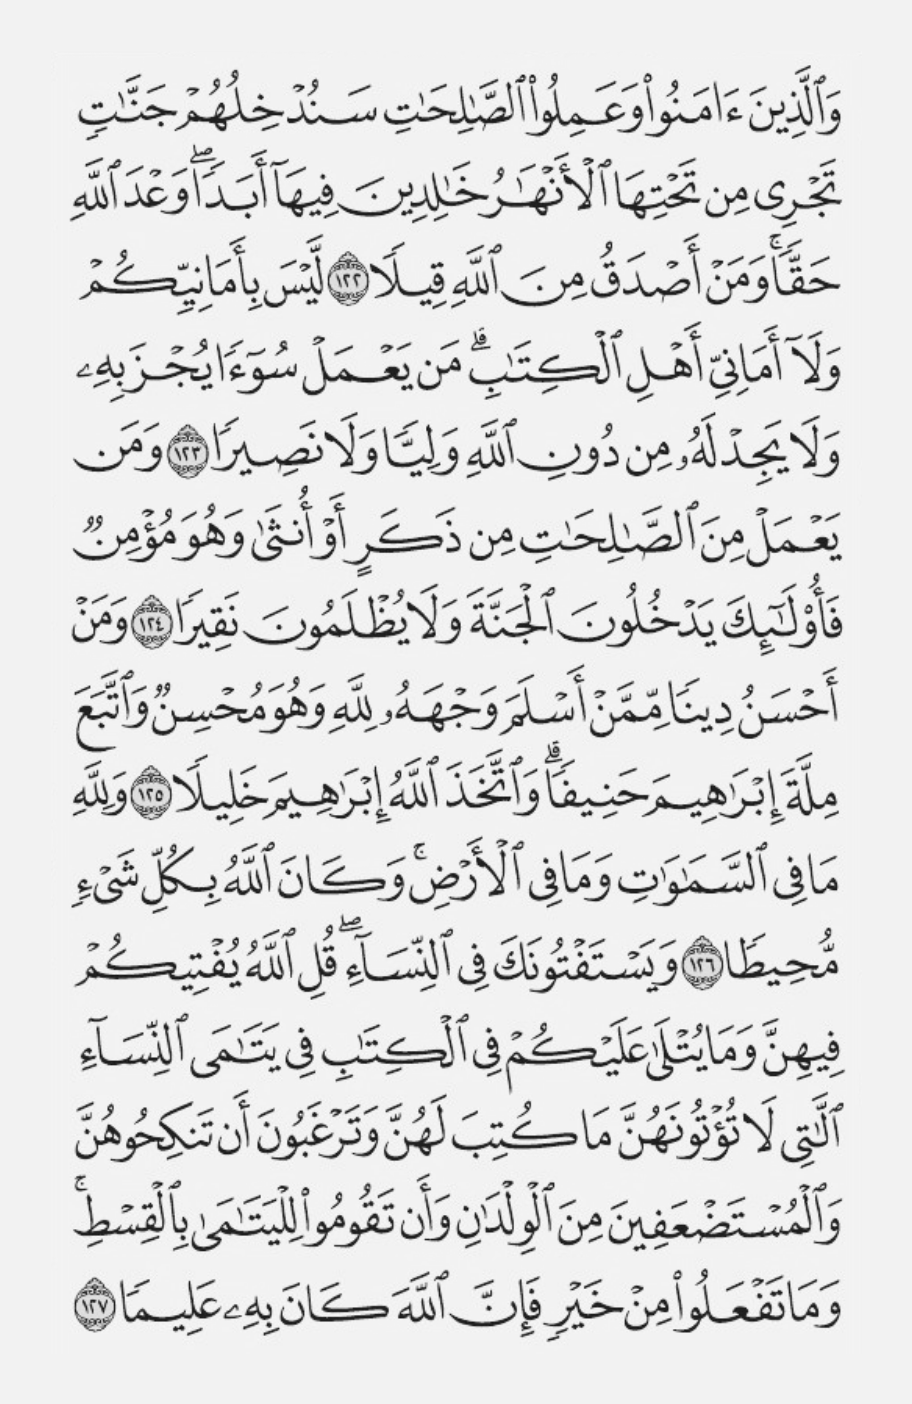 وَٱلَّذِينَ ءَامَنُوا۟ وَعَمِلُوا۟ ٱلصَّـٰلِحَـٰتِ سَنُدْخِلُهُمْ جَنَّـٰتٍ
تَجْرِى مِن تَحْتِهَا ٱلْأَنْهَـٰرُ خَـٰلِدِينَ فِيهَآ أَبَدًا ۖ وَعْدَ ٱللَّهِ
حَقًّا ۚ وَمَنْ أَصْدَقُ مِنَ ٱللَّهِ قِيلًا ١٢٢ لَّيْسَ بِأَمَانِيِّكُمْ
وَلَآ أَمَانِىِّ أَهْلِ ٱلْكِتَـٰبِ ۗ مَن يَعْمَلْ سُوٓءًا يُجْزَ بِهِۦ
وَلَا يَجِدْ لَهُۥ مِن دُونِ ٱللَّهِ وَلِيًّا وَلَا نَصِيرًا ١٢٣ وَمَن
يَعْمَلْ مِنَ ٱلصَّـٰلِحَـٰتِ مِن ذَكَرٍ أَوْ أُنثَىٰ وَهُوَ مُؤْمِنٌ
فَأُو۟لَـٰٓئِكَ يَدْخُلُونَ ٱلْجَنَّةَ وَلَا يُظْلَمُونَ نَقِيرًا ١٢٤ وَمَنْ
أَحْسَنُ دِينًا مِّمَّنْ أَسْلَمَ وَجْهَهُۥ لِلَّهِ وَهُوَ مُحْسِنٌ وَٱتَّبَعَ
مِلَّةَ إِبْرَٰهِيمَ حَنِيفًا ۗ وَٱتَّخَذَ ٱللَّهُ إِبْرَٰهِيمَ خَلِيلًا ١٢٥ وَلِلَّهِ
مَا فِى ٱلسَّمَـٰوَٰتِ وَمَا فِى ٱلْأَرْضِ ۚ وَكَانَ ٱللَّهُ بِكُلِّ شَىْءٍ
مُّحِيطًا ١٢٦ وَيَسْتَفْتُونَكَ فِى ٱلنِّسَآءِ ۖ قُلِ ٱللَّهُ يُفْتِيكُمْ
فِيهِنَّ وَمَا يُتْلَىٰ عَلَيْكُمْ فِى ٱلْكِتَـٰبِ فِى يَتَـٰمَى ٱلنِّسَآءِ
ٱلَّـٰتِى لَا تُؤْتُونَهُنَّ مَا كُتِبَ لَهُنَّ وَتَرْغَبُونَ أَن تَنكِحُوهُنَّ
وَٱلْمُسْتَضْعَفِينَ مِنَ ٱلْوِلْدَٰنِ وَأَن تَقُومُوا۟ لِلْيَتَـٰمَىٰ بِٱلْقِسْطِ ۚ
وَمَا تَفْعَلُوا۟ مِنْ خَيْرٍ فَإِنَّ ٱللَّهَ كَانَ بِهِۦ عَلِيمًا ١٢٧